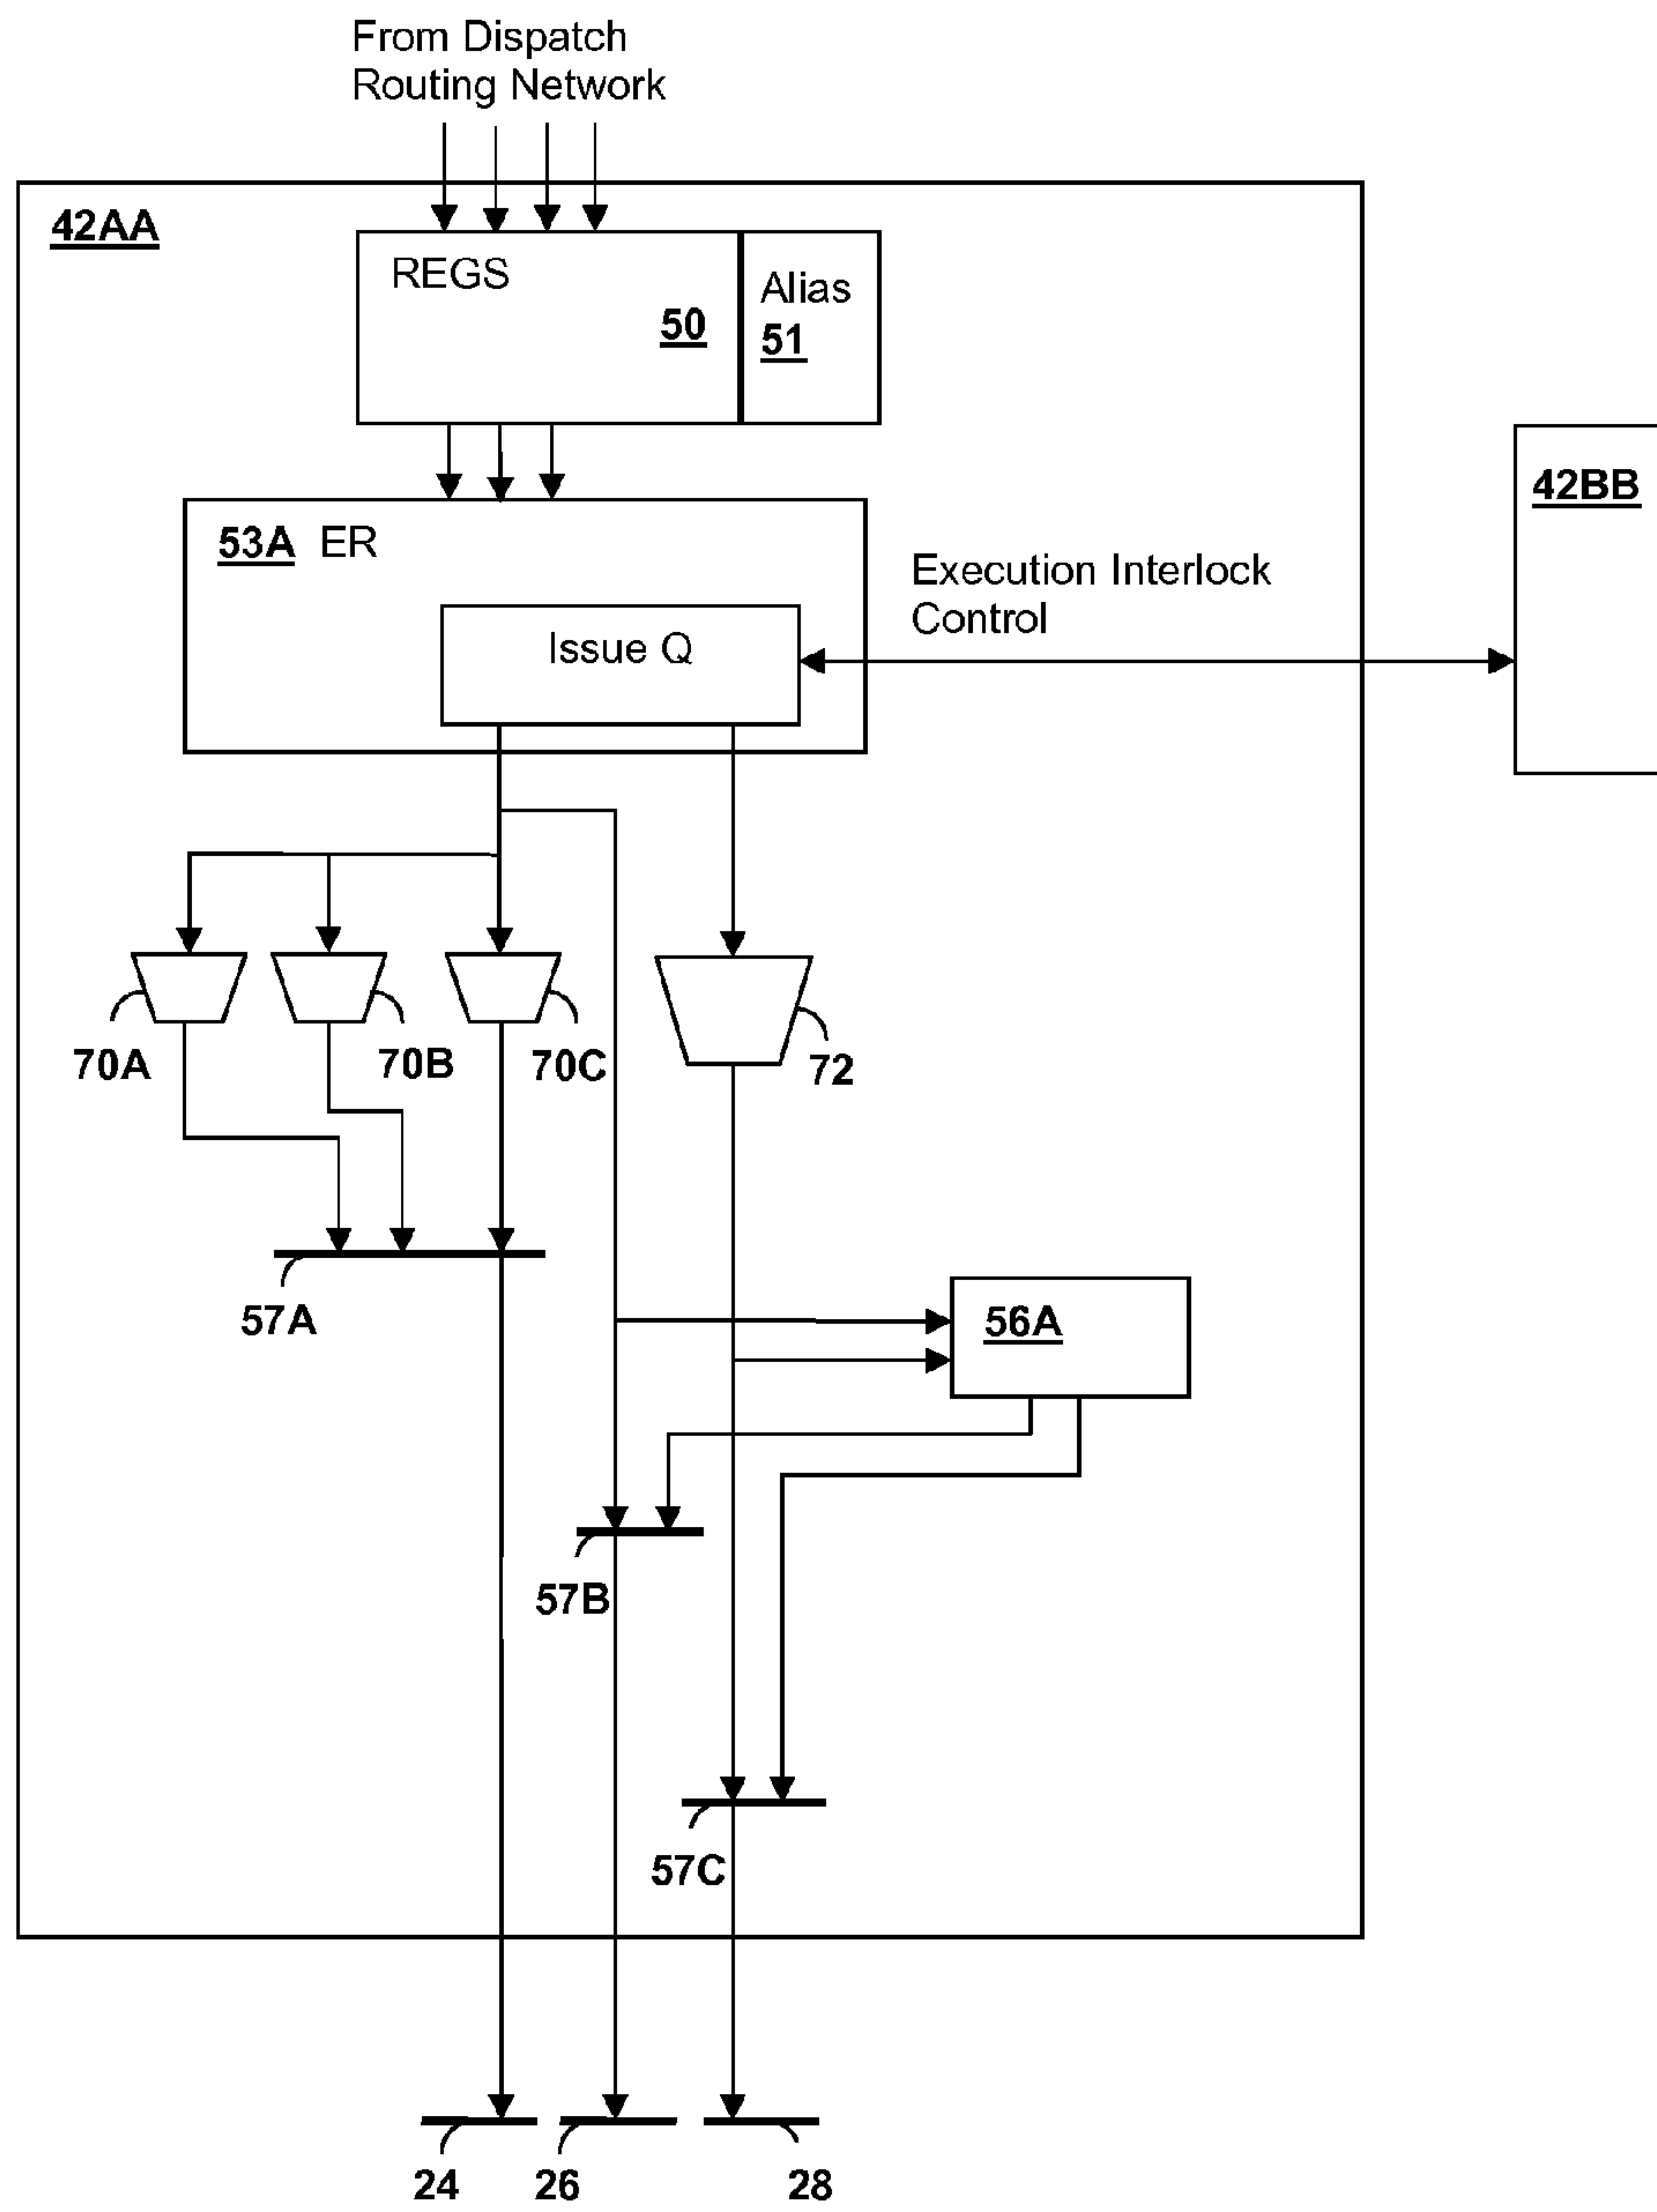 From Dispatch
Routing Network
42AA
REGS
50
Alias
51
42BB
53A ER
Execution Interlock
Control
Issue Q
70A
70B
70C
72
57A
56A
57B
57C
24
26
28